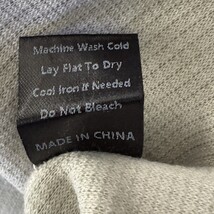 Machine Wash Cold
Lay Flat To Dry
Cool Iron If Needed
Do Not Bleach
MADE IN CHINA